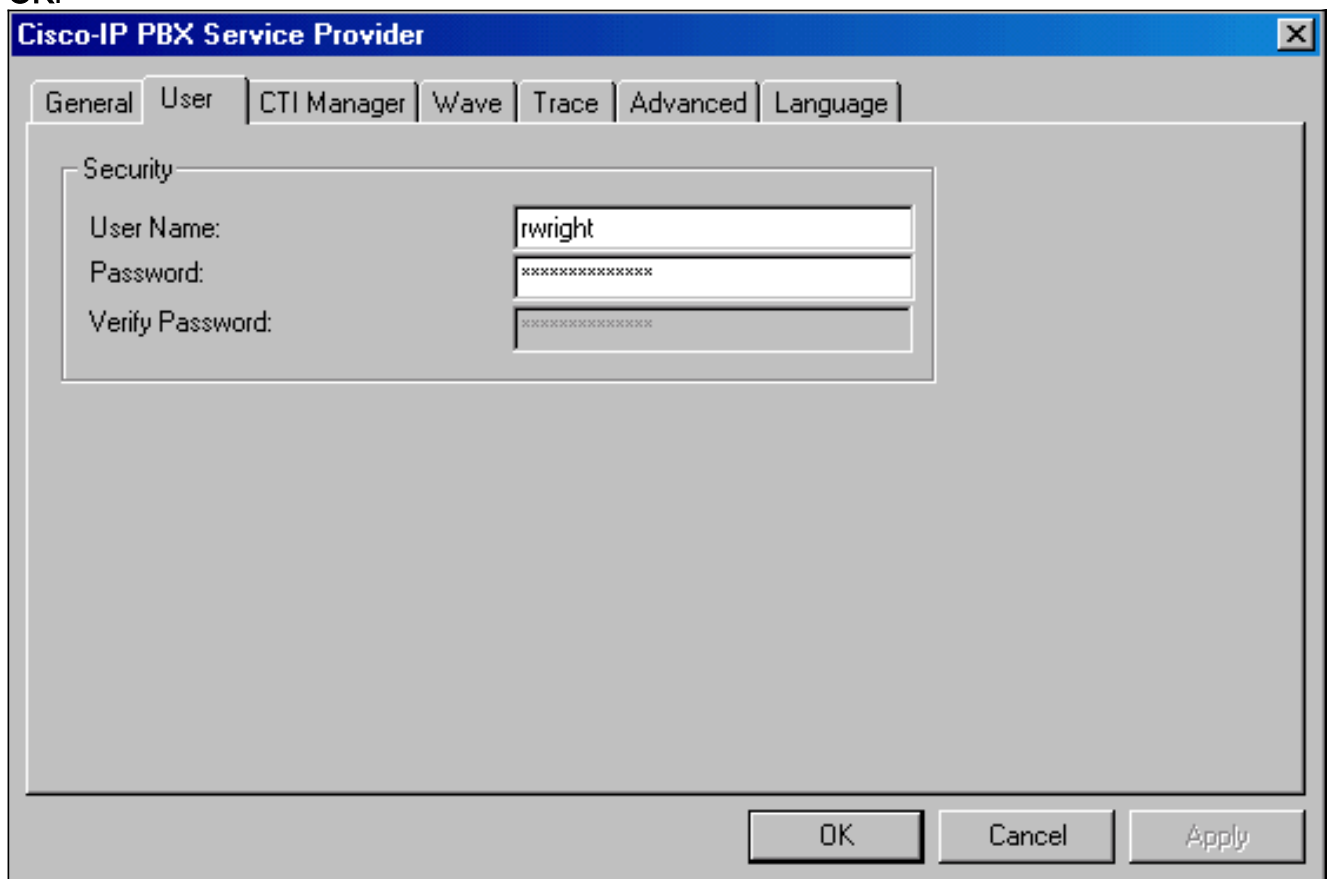 OK.
Cisco-IP PBX Service Provider
General User CTI Manager Wave Trace Advanced Language
Security
User Name: rwright
Password: **************
Verify Password: **************
OK Cancel Apply